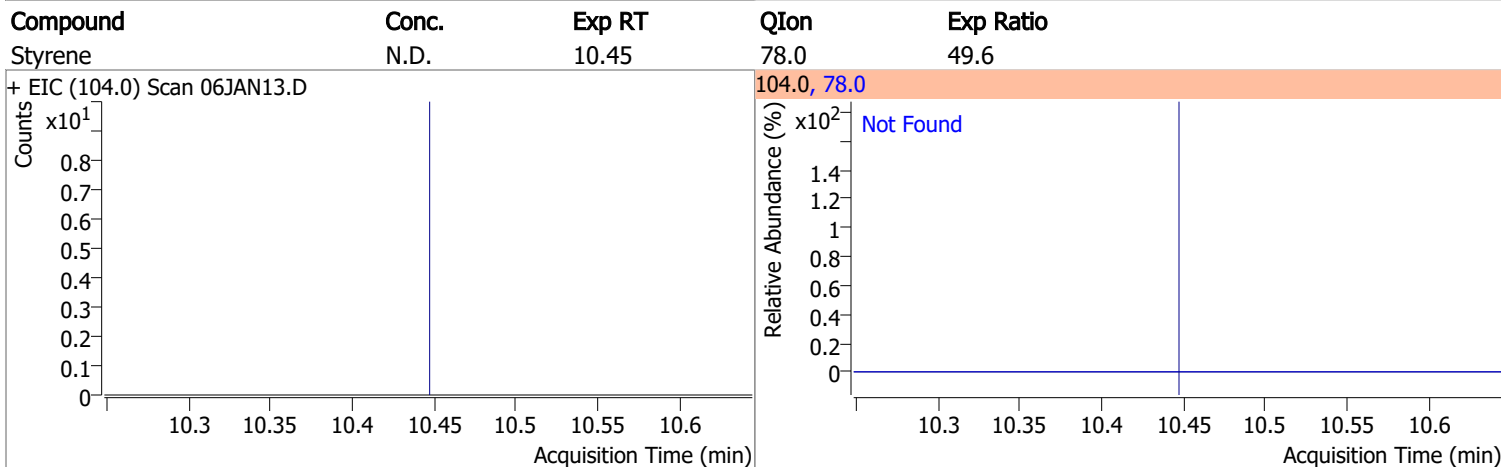 Compound Conc. Exp RT QIon Exp Ratio
Styrene N.D. 10.45 78.0 49.6
+ EIC (104.0) Scan 06JAN13.D
Counts
x10^1
0.8
0.7
0.6
0.5
0.4
0.3
0.2
0.1
0
10.3 10.35 10.4 10.45 10.5 10.55 10.6
Acquisition Time (min)
104.0, 78.0
Relative Abundance (%)
x10^2
Not Found
1.4
1.2
1
0.8
0.6
0.4
0.2
0
10.3 10.35 10.4 10.45 10.5 10.55 10.6
Acquisition Time (min)